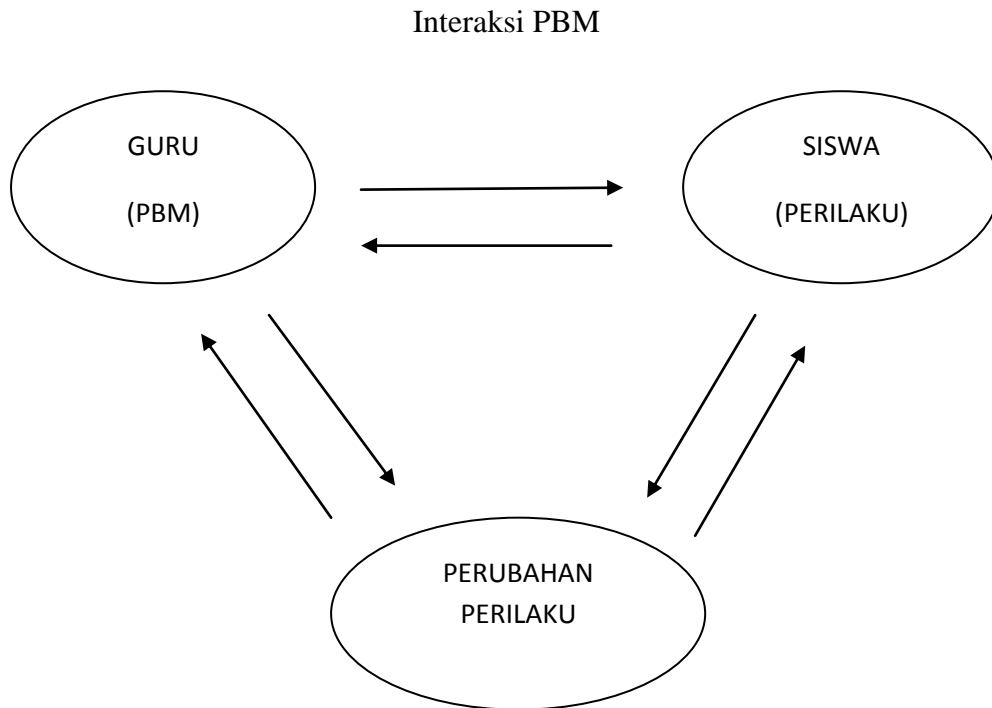 Interaksi PBM
GURU
(PBM)
SISWA
(PERILAKU)
PERUBAHAN
PERILAKU